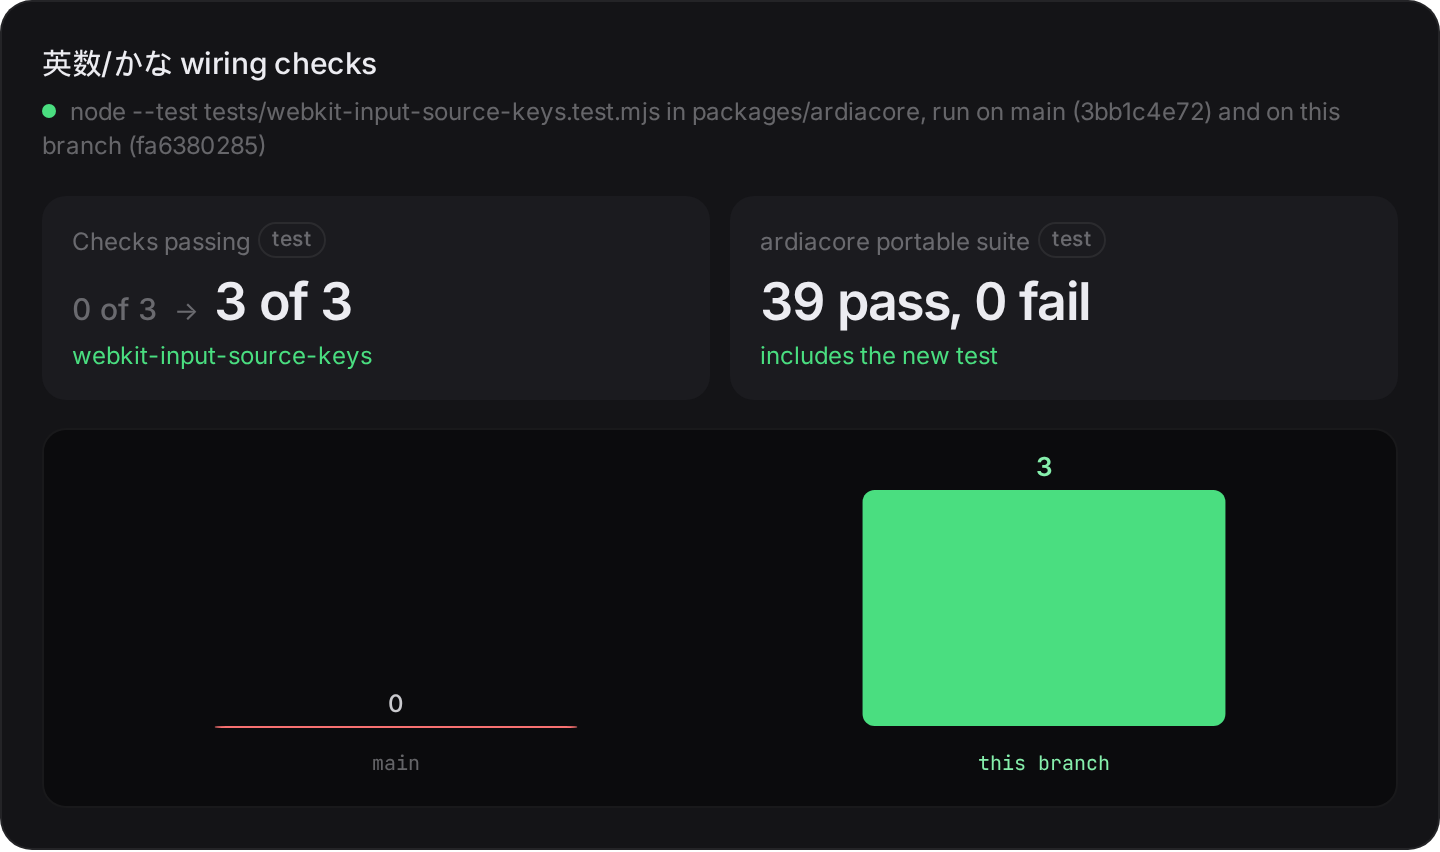 英数/かな wiring checks
node --test tests/webkit-input-source-keys.test.mjs in packages/ardiacore, run on main (3bb1c4e72) and on this
branch (fa6380285)
Checks passing test
0 of 3 → 3 of 3
webkit-input-source-keys
ardiacore portable suite test
39 pass, 0 fail
includes the new test
0
main
3
this branch